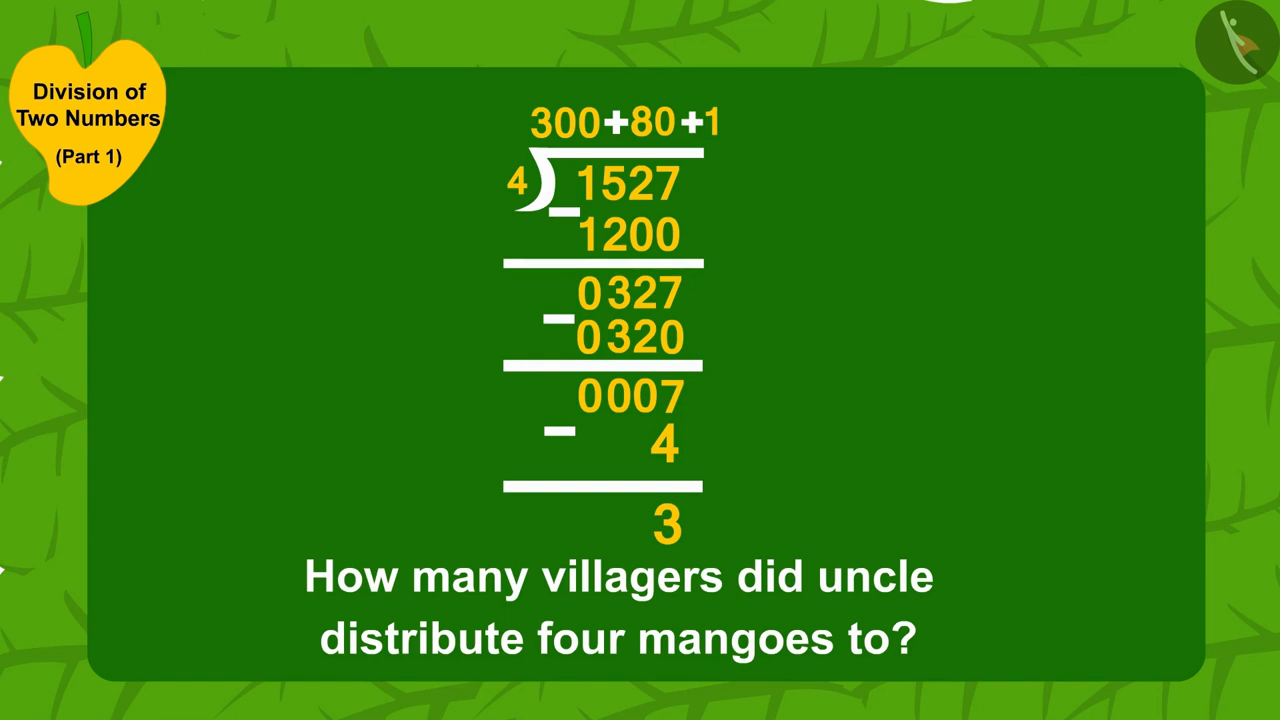 Division of
Two Numbers
(Part 1)
300+80+1
4 1527
1200
0327
0320
0007
4
3
How many villagers did uncle
distribute four mangoes to?